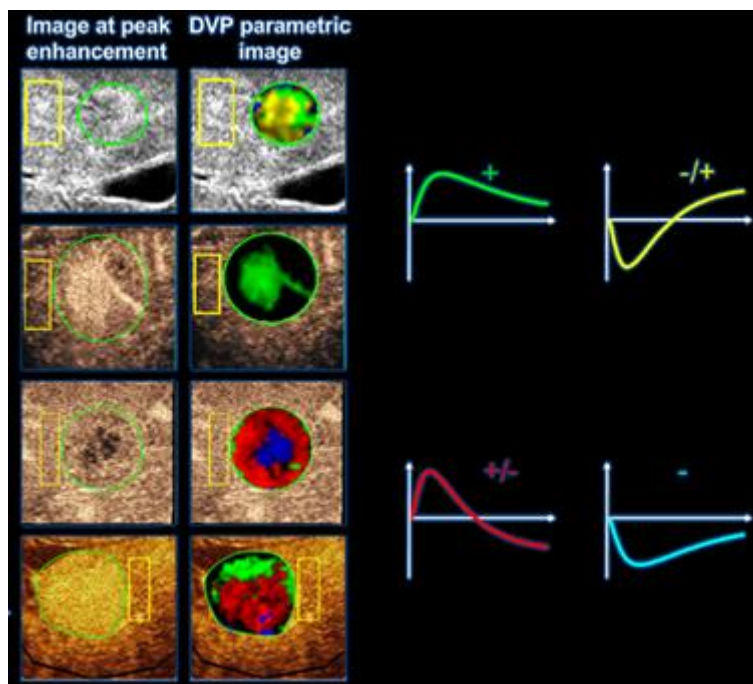 Image at peak
enhancement
DVP parametric
image
+
-/+
+/-
-